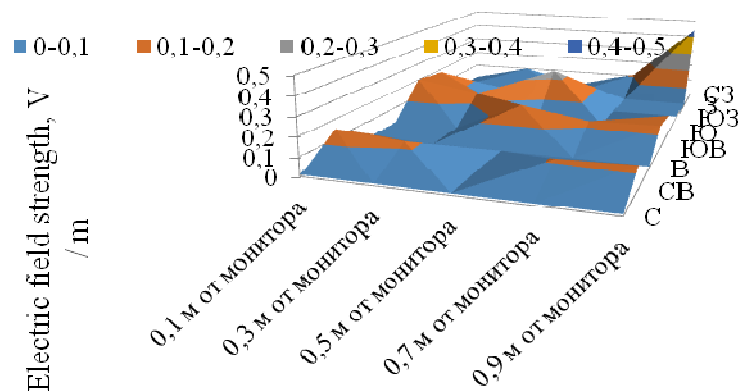 0-0,1
0,1-0,2
0,2-0,3
0,3-0,4
0,4-0,5
Electric field strength, V
/ m
0,5
0,4
0,3
0,2
0,1
0
0,1 м от монитора
0,3 м от монитора
0,5 м от монитора
0,7 м от монитора
0,9 м от монитора
СЗ
З
ЮЗ
Ю
ЮВ
В
СВ
С